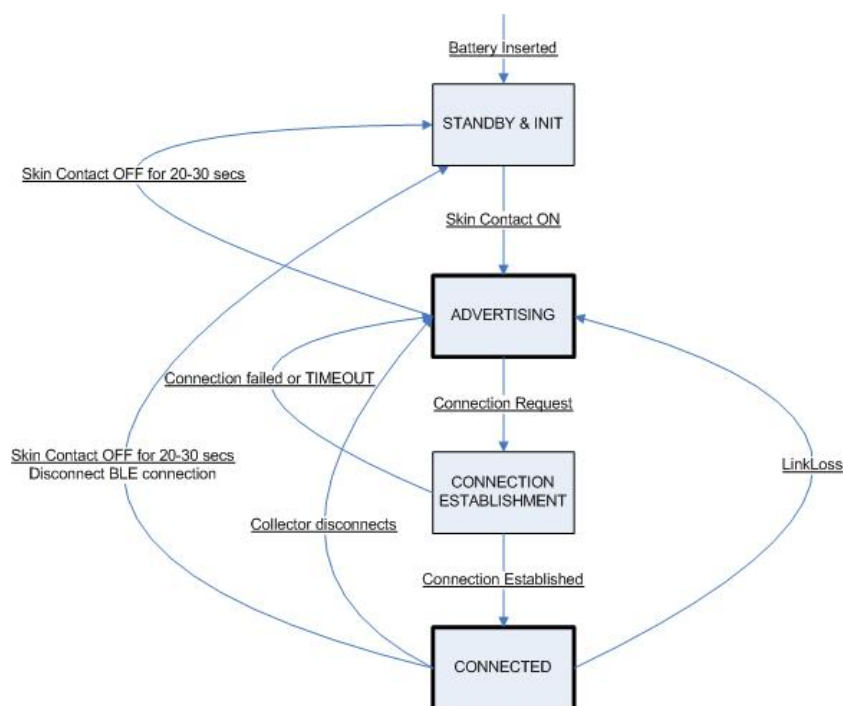 Battery Inserted
STANDBY & INIT
Skin Contact OFF for 20-30 secs
Skin Contact ON
ADVERTISING
Connection failed or TIMEOUT
Connection Request
Skin Contact OFF for 20-30 secs
Disconnect BLE connection
CONNECTION
ESTABLISHMENT
LinkLoss
Collector disconnects
Connection Established
CONNECTED